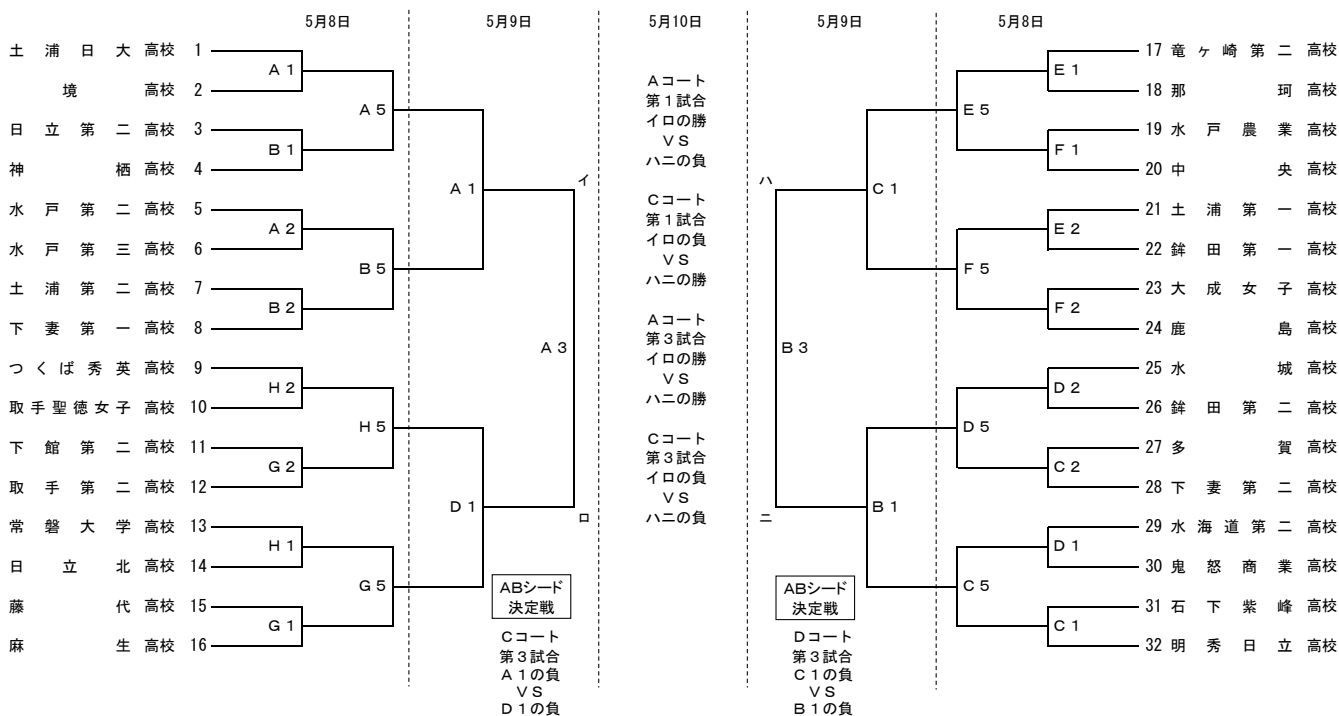 5月8日 5月9日 5月10日 5月9日 5月8日
土浦日大 高校 1
境 高校 2
日立第二 高校 3
神栖 高校 4
水戸第二 高校 5
水戸第三 高校 6
土浦第二 高校 7
下妻第一 高校 8
つくば秀英 高校 9
取手聖徳女子 高校 10
下館第二 高校 11
取手第二 高校 12
常磐大学 高校 13
日立北 高校 14
藤代 高校 15
麻生 高校 16
A1
B1
A2
B2
H2
G2
H1
G1
A5
B5
H5
G5
A1
D1
A3
イ
ロ
ABシード
決定戦
Cコート
第3試合
A1の負
VS
D1の負
Aコート
第1試合
イロの勝
VS
ハニの負
Cコート
第1試合
イロの負
VS
ハニの勝
Aコート
第3試合
イロの勝
VS
ハニの勝
Cコート
第3試合
イロの負
VS
ハニの負
ハ
ニ
B3
C1
B1
ABシード
決定戦
Dコート
第3試合
C1の負
VS
B1の負
E5
F5
D5
C5
E1
F1
E2
F2
D2
C2
D1
C1
17 竜ヶ崎第二 高校
18 那珂 高校
19 水戸農業 高校
20 中央 高校
21 土浦第一 高校
22 鉾田第一 高校
23 大成女子 高校
24 鹿島 高校
25 水城 高校
26 鉾田第二 高校
27 多賀 高校
28 下妻第二 高校
29 水海道第二 高校
30 鬼怒商業 高校
31 石下紫峰 高校
32 明秀日立 高校